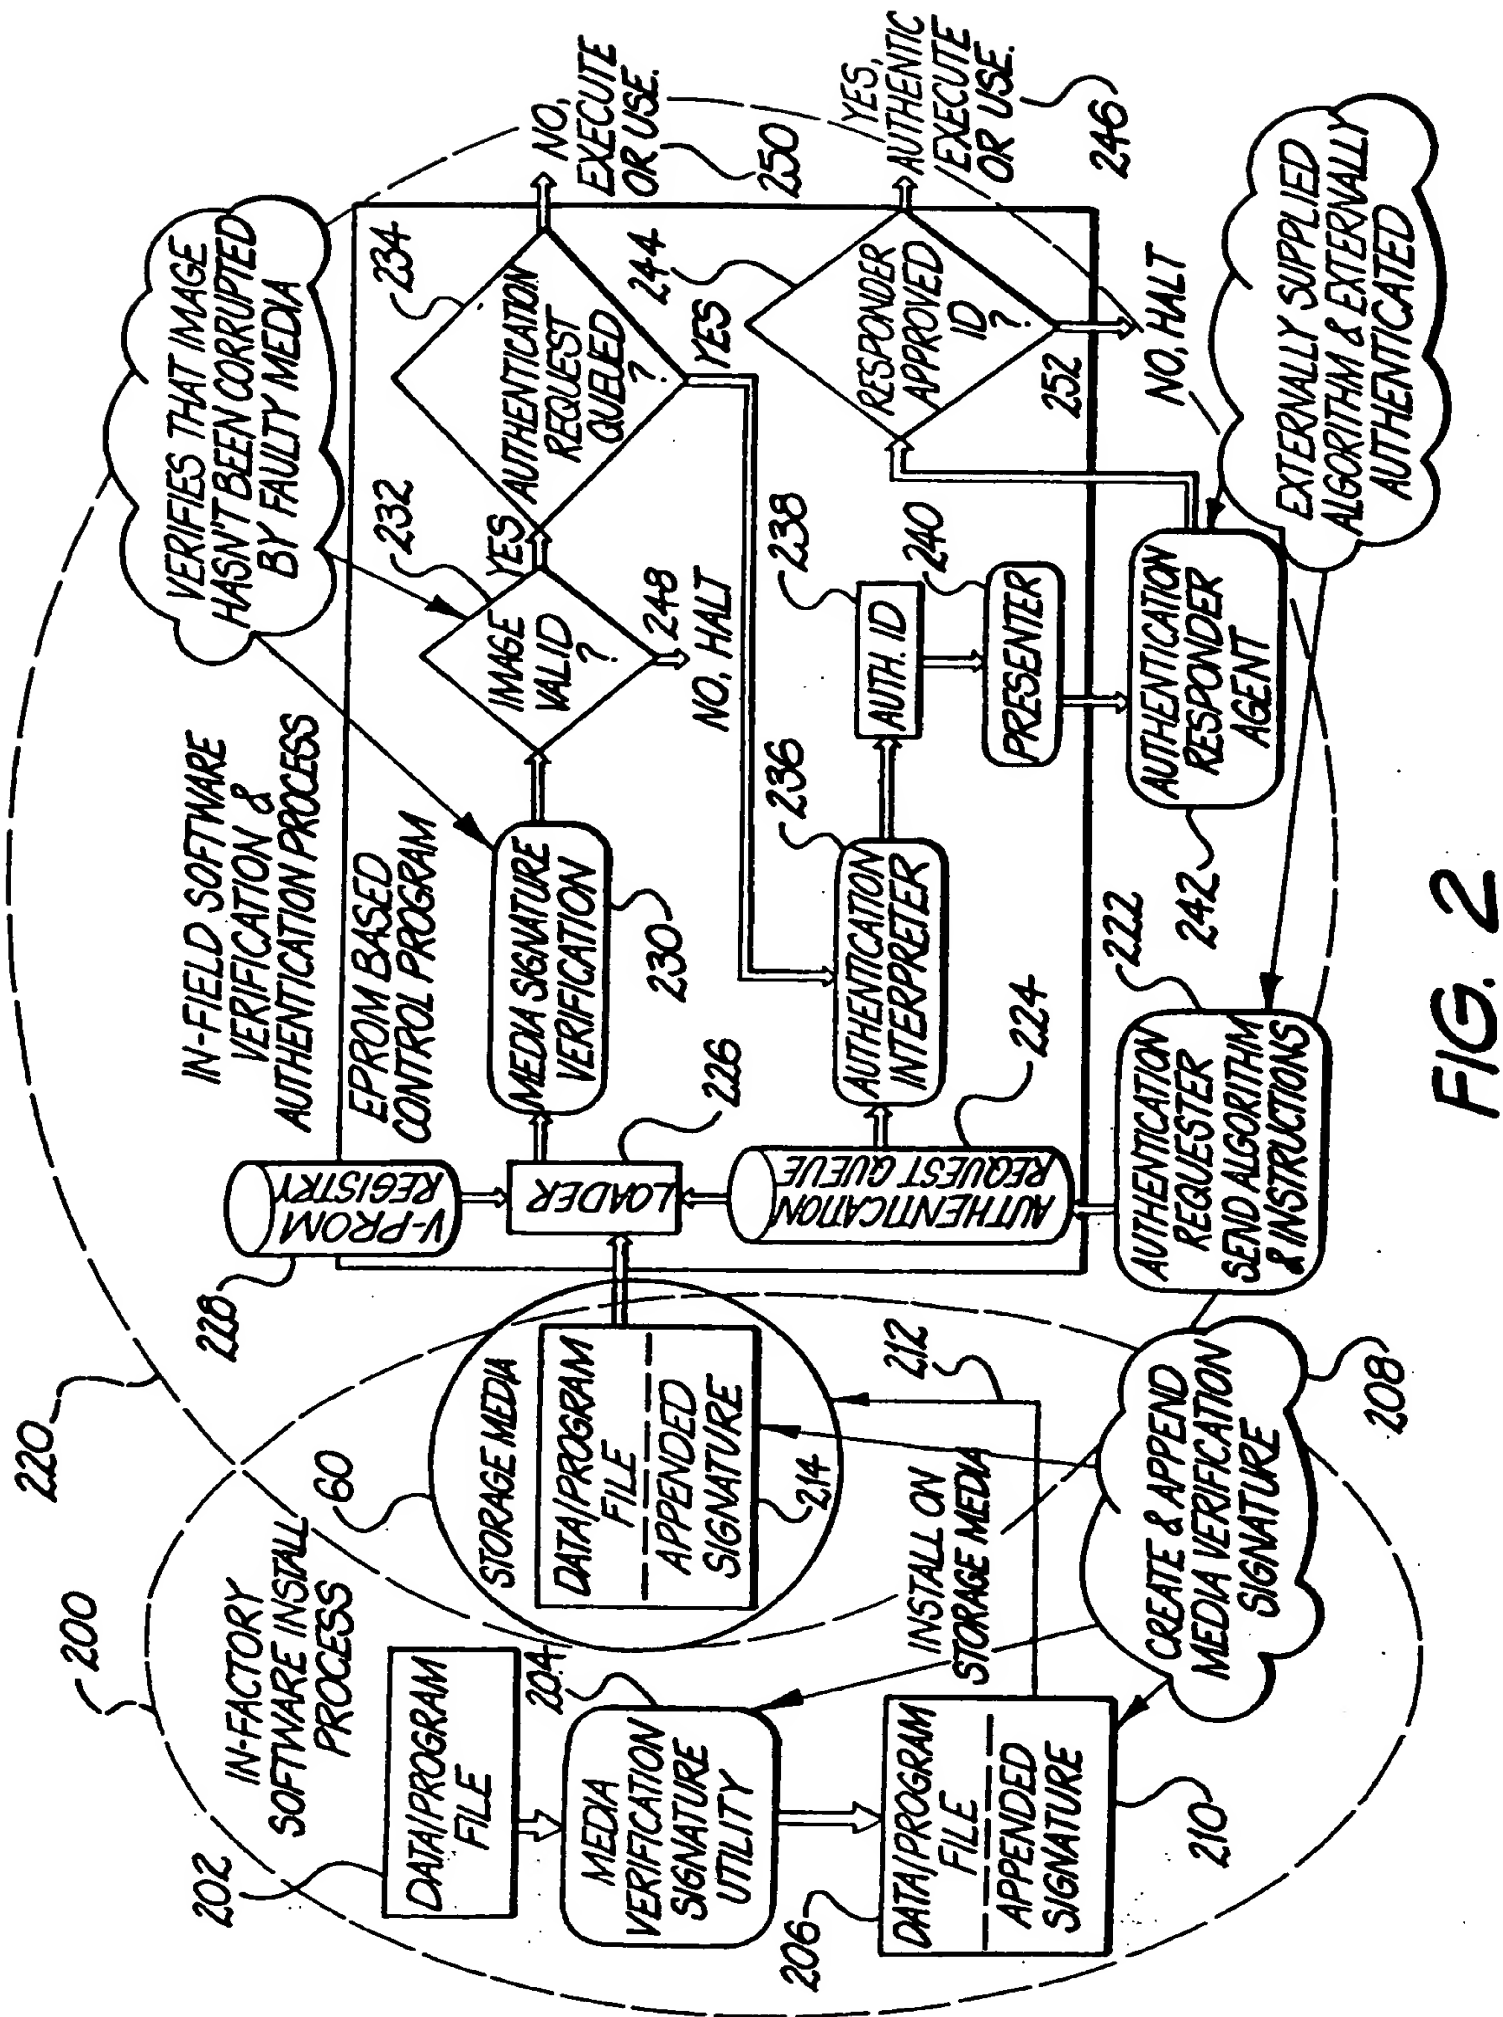 200
IN-FACTORY
SOFTWARE INSTALL
PROCESS
202
DATA/PROGRAM
FILE
204
MEDIA
VERIFICATION
SIGNATURE
UTILITY
206
DATA/PROGRAM
FILE
APPENDED
SIGNATURE
210
INSTALL ON
STORAGE MEDIA
212
CREATE & APPEND
MEDIA VERIFICATION
SIGNATURE
208
60
STORAGE MEDIA
DATA/PROGRAM
FILE
APPENDED
SIGNATURE
214
220
IN-FIELD SOFTWARE
VERIFICATION &
AUTHENTICATION PROCESS
228
V-PROM
REGISTRY
EPROM BASED
CONTROL PROGRAM
LOADER
226
AUTHENTICATION
REQUEST QUEUE
224
AUTHENTICATION
REQUESTER
SEND ALGORITHM
& INSTRUCTIONS
222
MEDIA SIGNATURE
VERIFICATION
230
VERIFIES THAT IMAGE
HASN'T BEEN CORRUPTED
BY FAULTY MEDIA
232
IMAGE
VALID
?
YES
248
NO, HALT
234
AUTHENTICATION
REQUEST
QUEUED
?
YES
NO,
EXECUTE
OR USE.
250
236
AUTHENTICATION
INTERPRETER
238
AUTH. ID
240
PRESENTER
AUTHENTICATION
RESPONDER
AGENT
242
244
RESPONDER
APPROVED
ID
?
YES,
AUTHENTIC
EXECUTE
OR USE.
246
252
NO, HALT
EXTERNALLY SUPPLIED
ALGORITHM & EXTERNALLY
AUTHENTICATED
FIG. 2